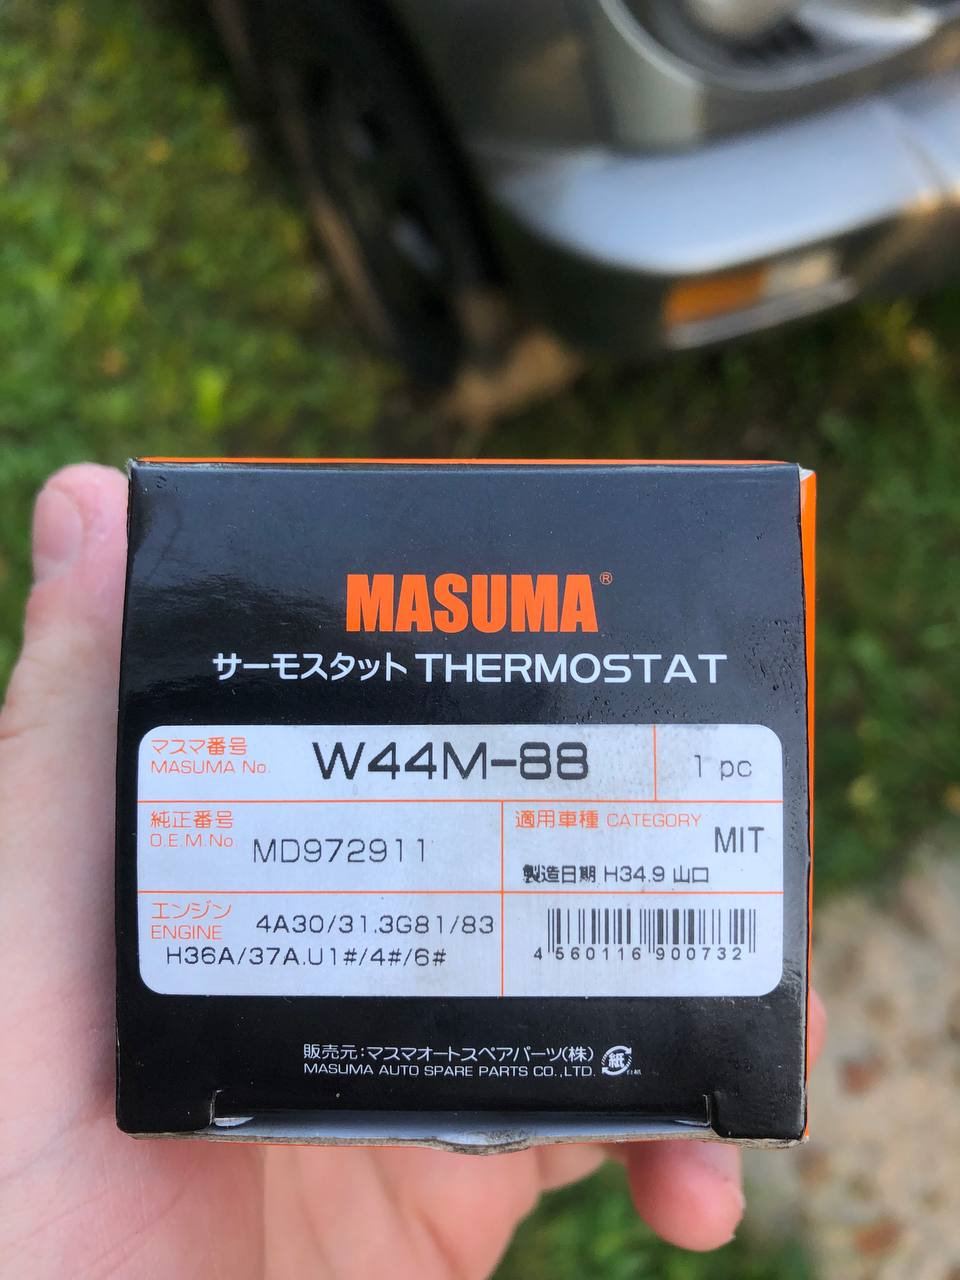 MASUMA®
サーモスタット THERMOSTAT
マスマ番号
MASUMA No.
W44M-88
1 pc
純正番号
O.E.M.No.
MD972911
適用車種 CATEGORY
MIT
製造日期 H34.9 山口
エンジン
ENGINE
4A30/31.3G81/83
H36A/37A.U1#/4#/6#
4 560116 900732
販売元:マスマオートスペアパーツ(株)
MASUMA AUTO SPARE PARTS CO.,LTD.
紙